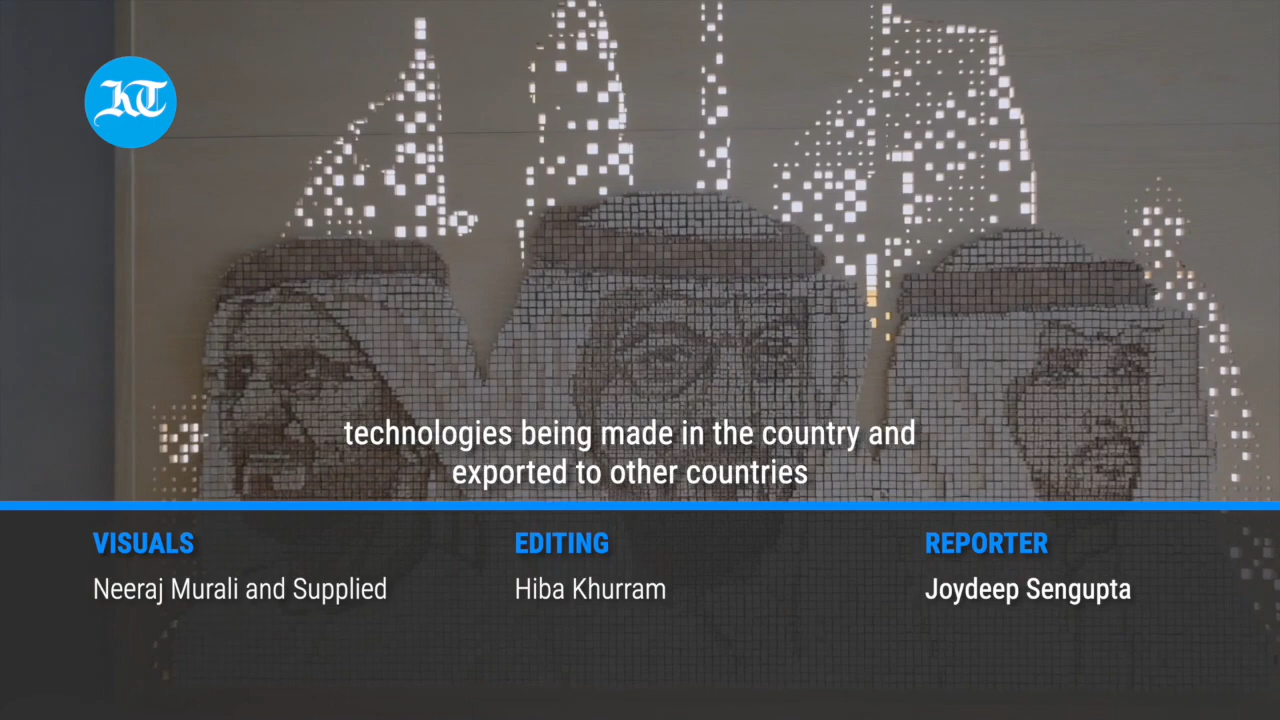 KT
technologies being made in the country and
exported to other countries
VISUALS
Neeraj Murali and Supplied
EDITING
Hiba Khurram
REPORTER
Joydeep Sengupta